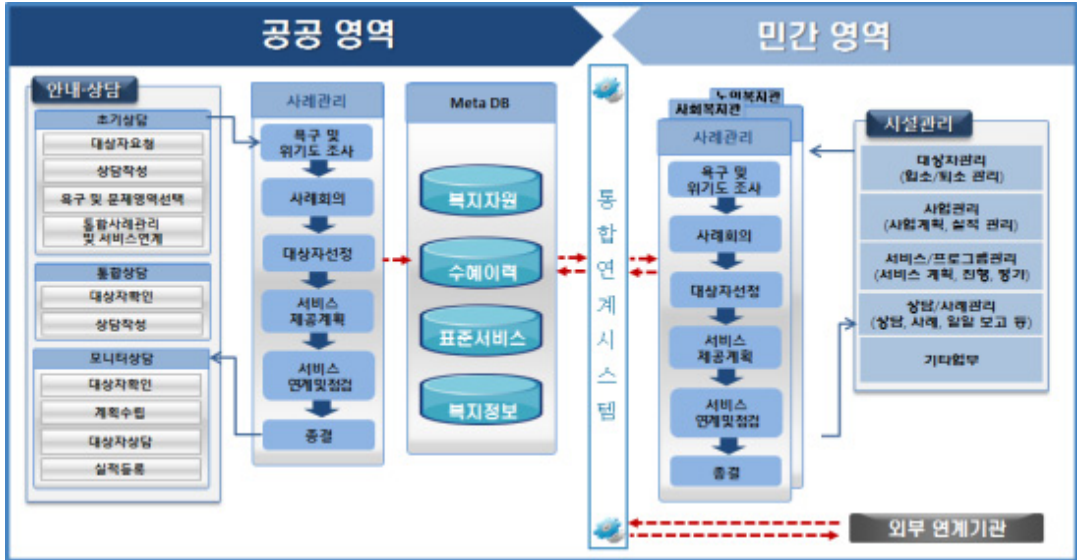 공공 영역
민간 영역
안내·상담
초기상담
대상자요청
상담작성
욕구 및 문제영역선택
통합사례관리
및 서비스연계
통합상담
대상자확인
상담작성
모니터상담
대상자확인
계획수립
대상자상담
실적등록
사례관리
욕구 및
위기도 조사
사례회의
대상자선정
서비스
제공계획
서비스
연계및점검
종결
Meta DB
복지자원
수혜이력
표준서비스
복지정보
통합연계시스템
노인복지관
사회복지관
사례관리
욕구 및
위기도 조사
사례회의
대상자선정
서비스
제공계획
서비스
연계및점검
종결
시설관리
대상자관리
(입소/퇴소 관리)
사업관리
(사업계획, 실적 관리)
서비스/프로그램관리
(서비스 계획, 진행, 평가)
상담/사례관리
(상담, 사례, 일일 보고 등)
기타업무
외부 연계기관